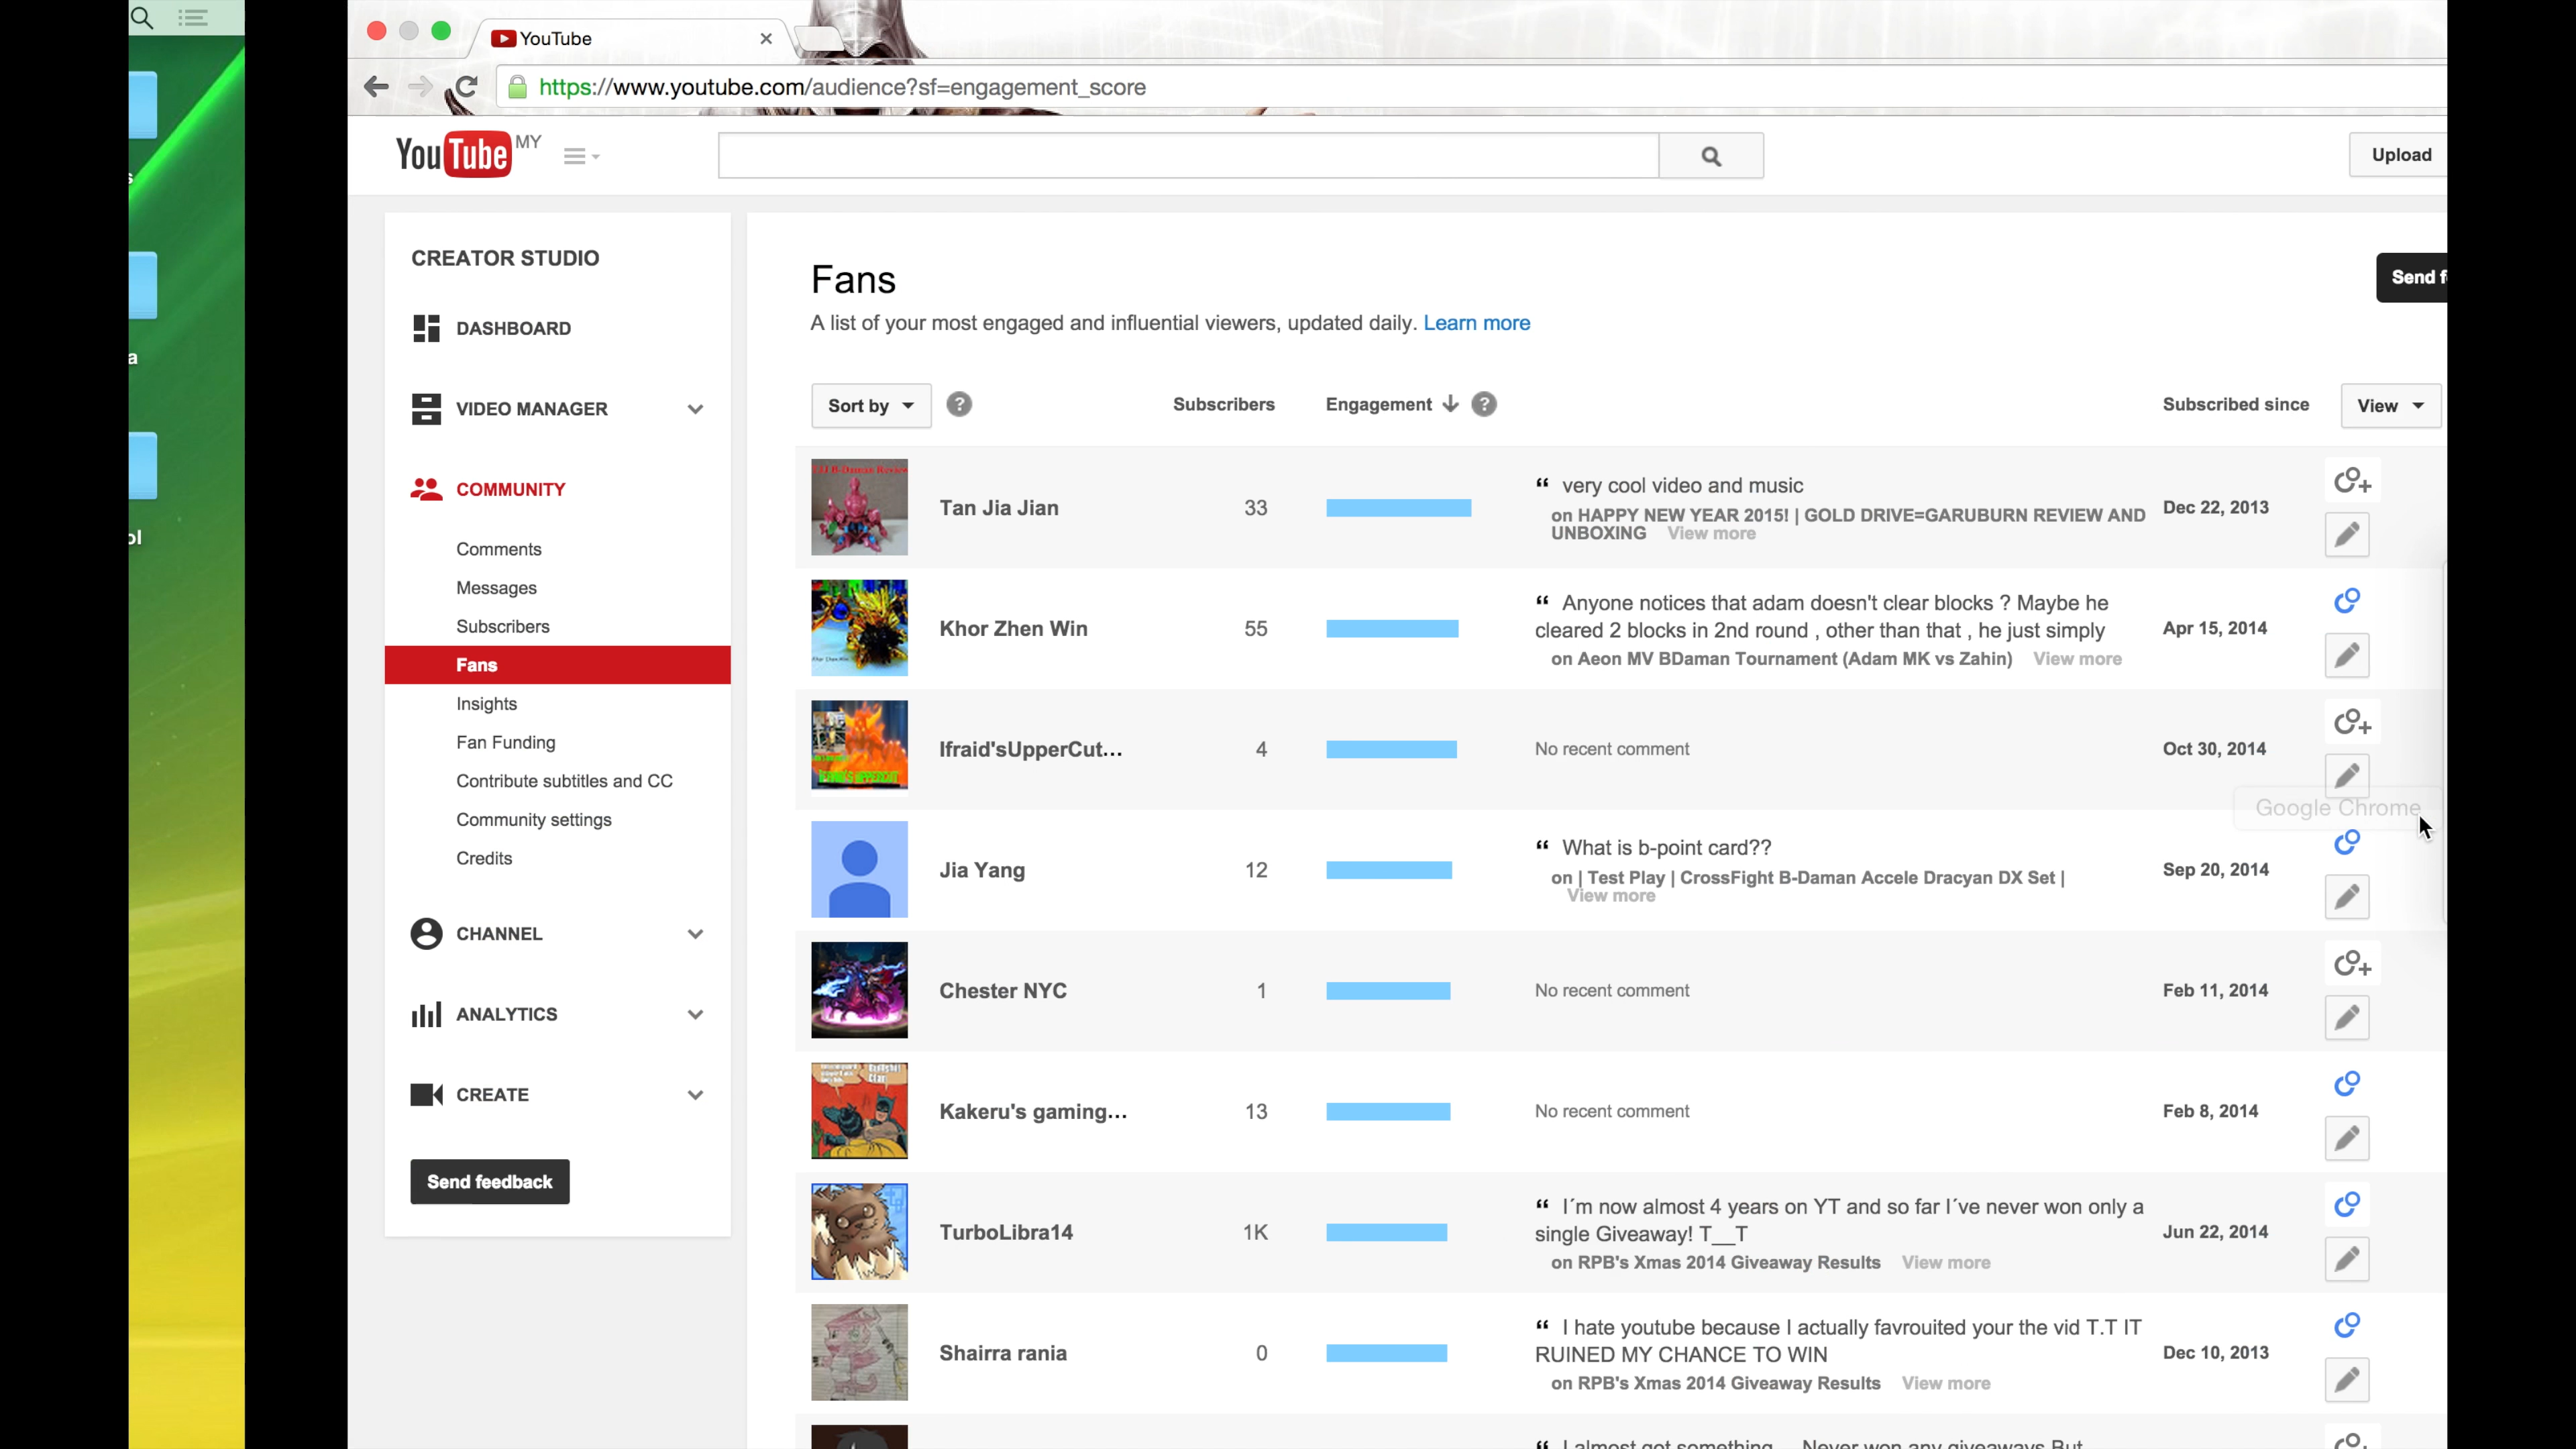 YouTube
https://www.youtube.com/audience?sf=engagement_score
YouTube MY
Upload
s
a
ol
CREATOR STUDIO
DASHBOARD
VIDEO MANAGER
COMMUNITY
Comments
Messages
Subscribers
Fans
Insights
Fan Funding
Contribute subtitles and CC
Community settings
Credits
CHANNEL
ANALYTICS
CREATE
Send feedback
Fans
Send f
A list of your most engaged and influential viewers, updated daily. Learn more
Sort by
?
Subscribers
Engagement
?
Subscribed since
View
Tan Jia Jian
33
“ very cool video and music
on HAPPY NEW YEAR 2015! | GOLD DRIVE=GARUBURN REVIEW AND
UNBOXING View more
Dec 22, 2013
Khor Zhen Win
55
“ Anyone notices that adam doesn't clear blocks ? Maybe he
cleared 2 blocks in 2nd round , other than that , he just simply
on Aeon MV BDaman Tournament (Adam MK vs Zahin) View more
Apr 15, 2014
Ifraid'sUpperCut...
4
No recent comment
Oct 30, 2014
Google Chrome
Jia Yang
12
“ What is b-point card??
on | Test Play | CrossFight B-Daman Accele Dracyan DX Set |
View more
Sep 20, 2014
Chester NYC
1
No recent comment
Feb 11, 2014
Kakeru's gaming...
13
No recent comment
Feb 8, 2014
TurboLibra14
1K
“ I´m now almost 4 years on YT and so far I´ve never won only a
single Giveaway! T__T
on RPB's Xmas 2014 Giveaway Results View more
Jun 22, 2014
Shairra rania
0
“ I hate youtube because I actually favrouited your the vid T.T IT
RUINED MY CHANCE TO WIN
on RPB's Xmas 2014 Giveaway Results View more
Dec 10, 2013
“ I almost got something.... Never won any giveaways But